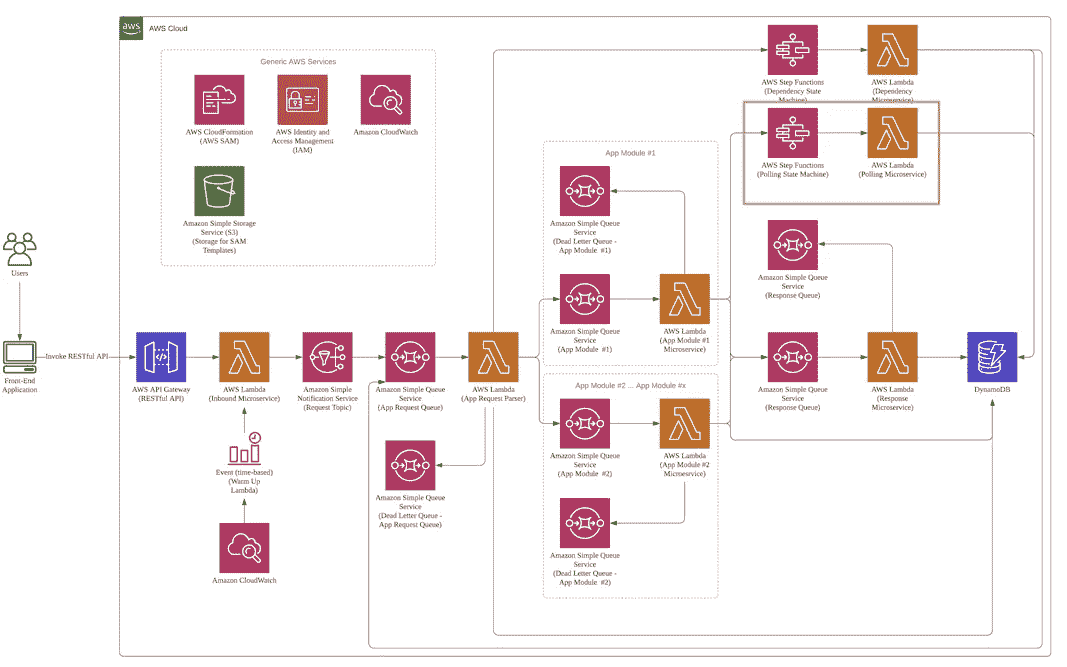 aws
AWS Cloud
Generic AWS Services
AWS CloudFormation
(AWS SAM)
AWS Identity and
Access Management
(IAM)
Amazon CloudWatch
Amazon Simple Storage
Service (S3)
(Storage for SAM
Templates)
Users
Front-End
Application
Invoke RESTful API
AWS API Gateway
(RESTful API)
AWS Lambda
(Inbound Microservice)
Event (time-based)
(Warm Up
Lambda)
Amazon CloudWatch
Amazon Simple
Notification Service
(Request Topic)
Amazon Simple Queue
Service
(App Request Queue)
Amazon Simple Queue
Service
(Dead Letter Queue -
App Request Queue)
AWS Lambda
(App Request Parser)
App Module #1
Amazon Simple Queue
Service
(Dead Letter Queue -
App Module #1)
Amazon Simple Queue
Service
(App Module #1)
AWS Lambda
(App Module #1
Microservice)
App Module #2 ... App Module #x
Amazon Simple Queue
Service
(App Module #2)
AWS Lambda
(App Module #2
Microesrvice)
Amazon Simple Queue
Service
(Dead Letter Queue -
App Module #2)
AWS Step Functions
(Dependency State
Machine)
AWS Lambda
(Dependency
Microservice)
AWS Step Functions
(Polling State Machine)
AWS Lambda
(Polling Microservice)
Amazon Simple Queue
Service
(Response Queue)
Amazon Simple Queue
Service
(Response Queue)
AWS Lambda
(Response
Microservice)
DynamoDB